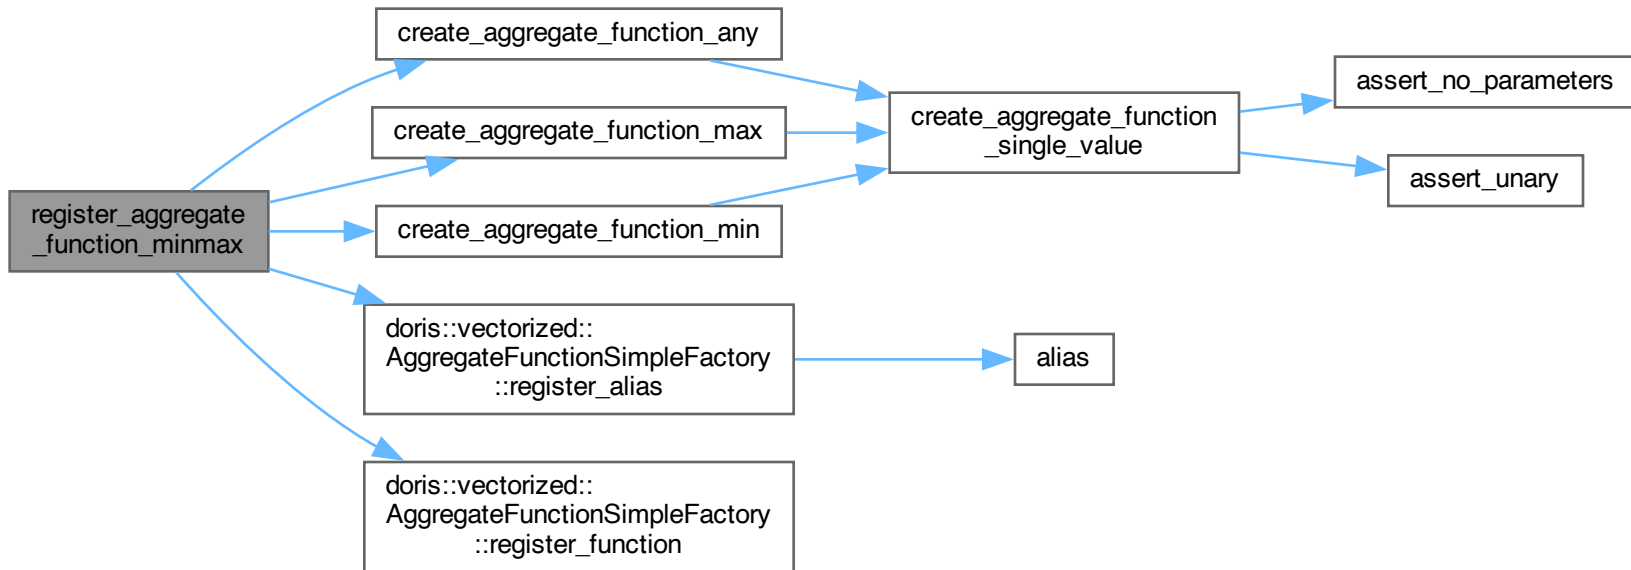 create_aggregate_function_any
create_aggregate_function_max
create_aggregate_function
_single_value
assert_no_parameters
assert_unary
register_aggregate
_function_minmax
create_aggregate_function_min
doris::vectorized::
AggregateFunctionSimpleFactory
::register_alias
alias
doris::vectorized::
AggregateFunctionSimpleFactory
::register_function